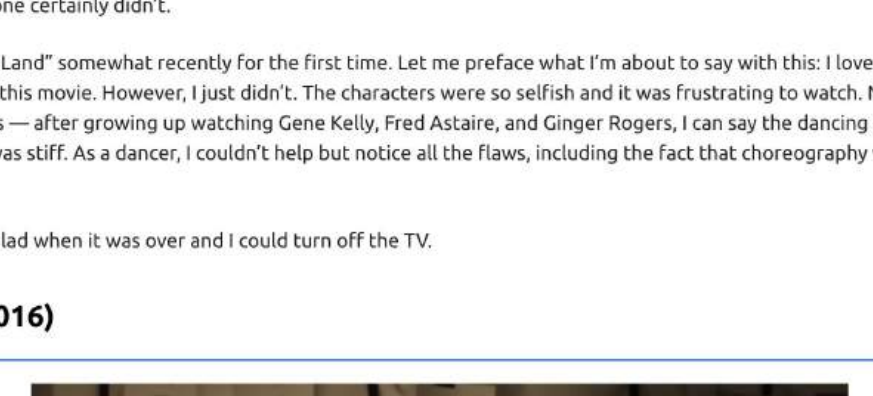 one certainly didn't.
Land” somewhat recently for the first time. Let me preface what I'm about to say with this: I love
this movie. However, I just didn't. The characters were so selfish and it was frustrating to watch.
s — after growing up watching Gene Kelly, Fred Astaire, and Ginger Rogers, I can say the dancing
was stiff. As a dancer, I couldn't help but notice all the flaws, including the fact that choreography
lad when it was over and I could turn off the TV.
016)